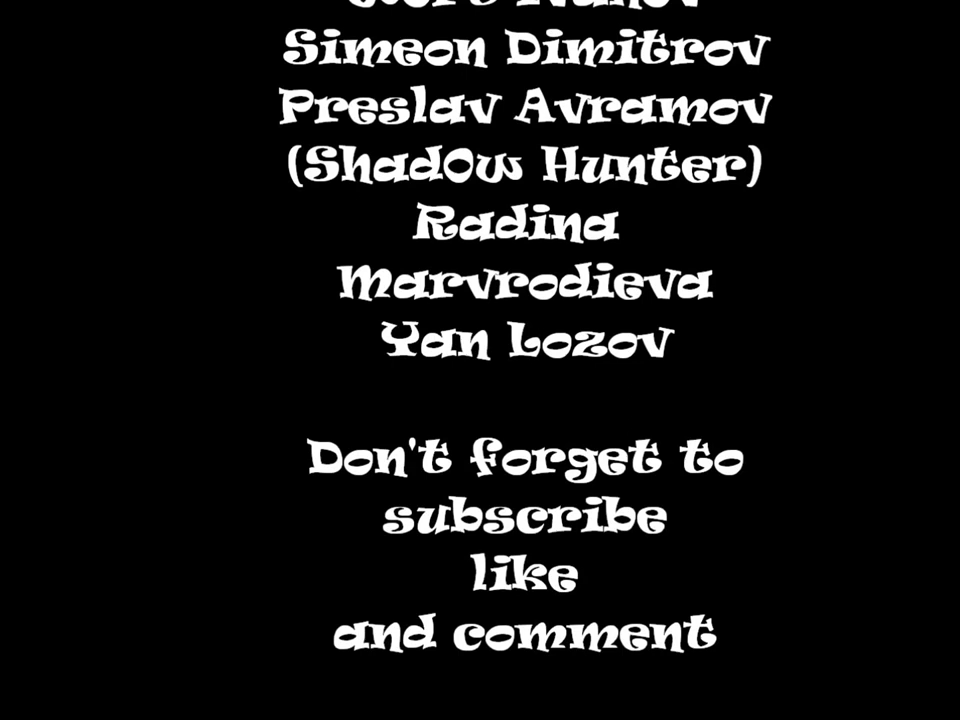 Simeon Dimitrov
Preslav Avramov
(Shad0w Hunter)
Radina
Marvrodieva
Yan Lozov
Don't forget to
subscribe
like
and comment